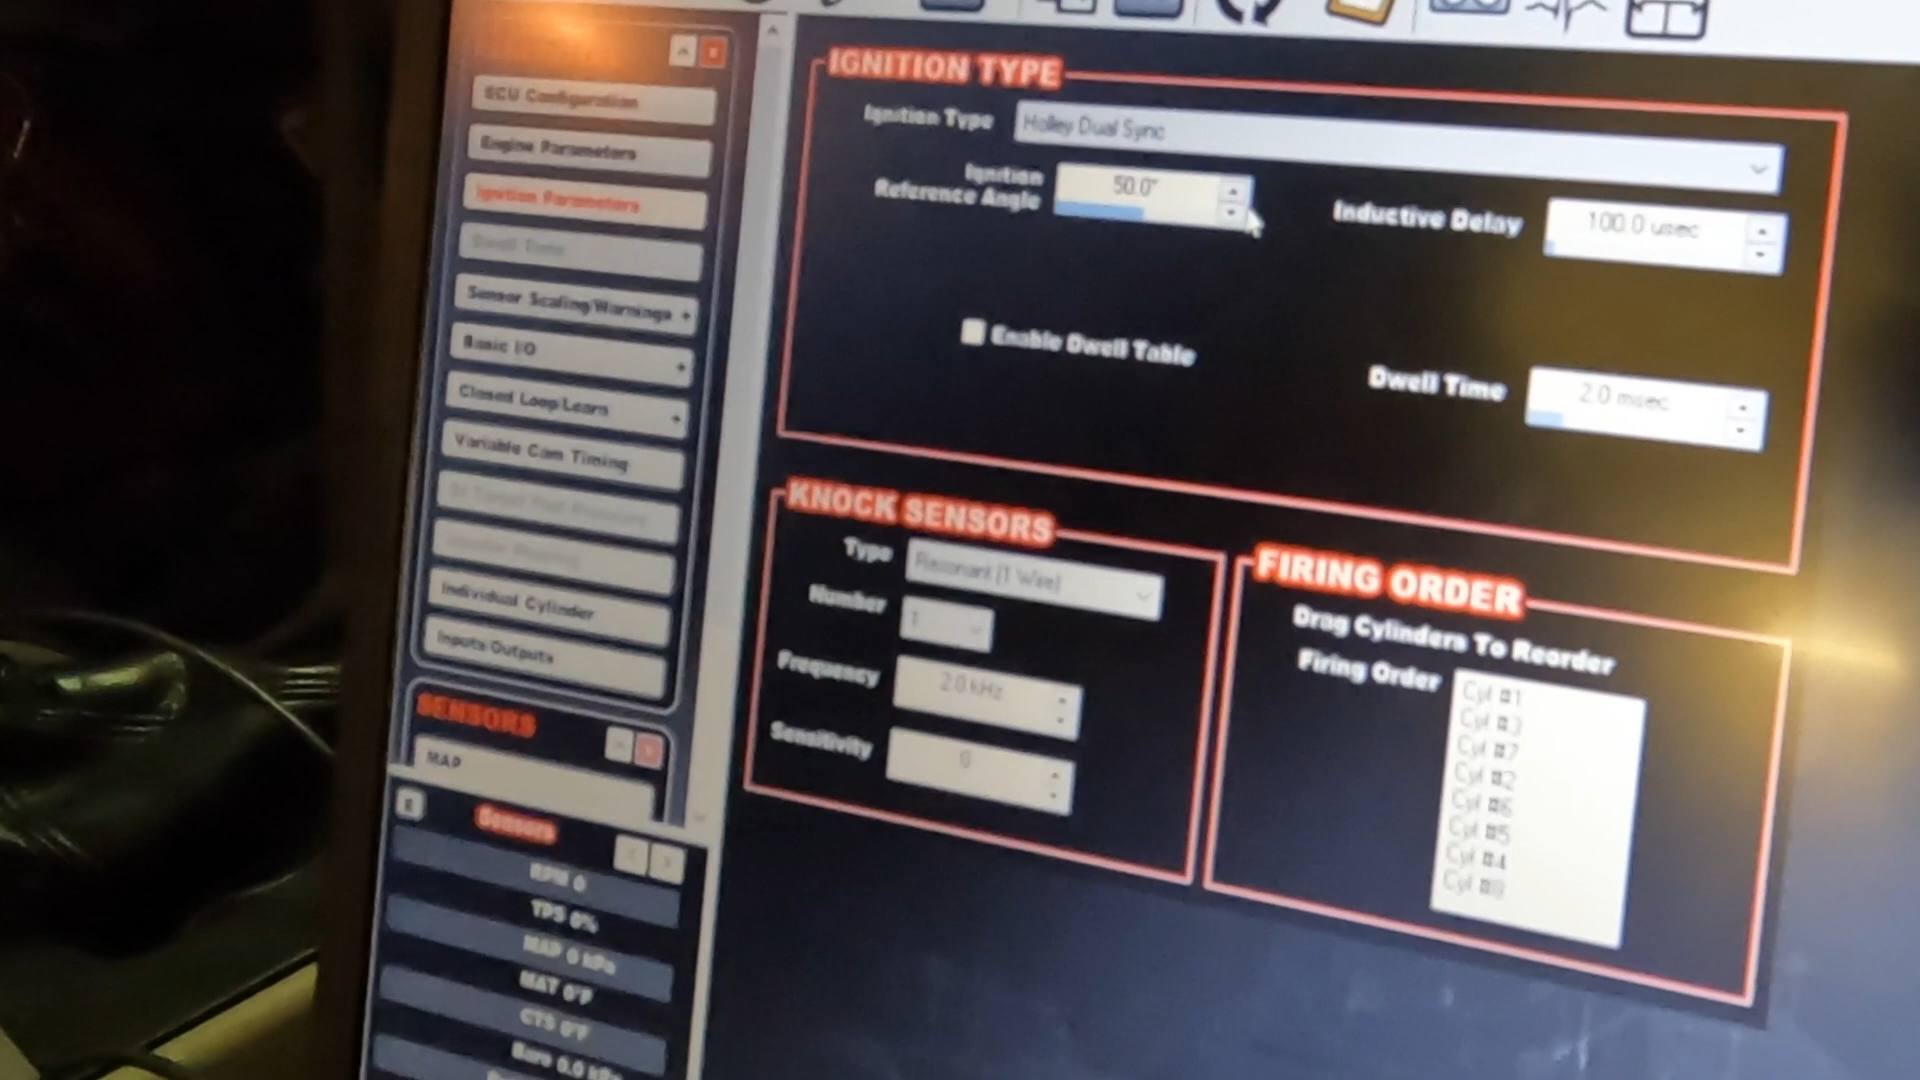 ECU Configuration
Engine Parameters
Ignition Parameters
Dwell Time
Sensor Scaling/Warnings +
Basic I/O +
Closed Loop/Learn +
Variable Cam Timing
Individual Cylinder
Inputs/Outputs
SENSORS
MAP
E
Sensors
RPM 0
TPS 0%
MAP 0 kPa
MAT 0°F
CTS 0°F
Baro 0.0 kPa
IGNITION TYPE
Ignition Type Holley Dual Sync
Ignition
Reference Angle 50.0°
Inductive Delay 100.0 usec
Enable Dwell Table
Dwell Time 2.0 msec
KNOCK SENSORS
Type Resonant (1 Wire)
Number 1
Frequency 2.0 kHz
Sensitivity 0
FIRING ORDER
Drag Cylinders To Reorder
Firing Order
Cyl #1
Cyl #3
Cyl #7
Cyl #2
Cyl #6
Cyl #5
Cyl #4
Cyl #8